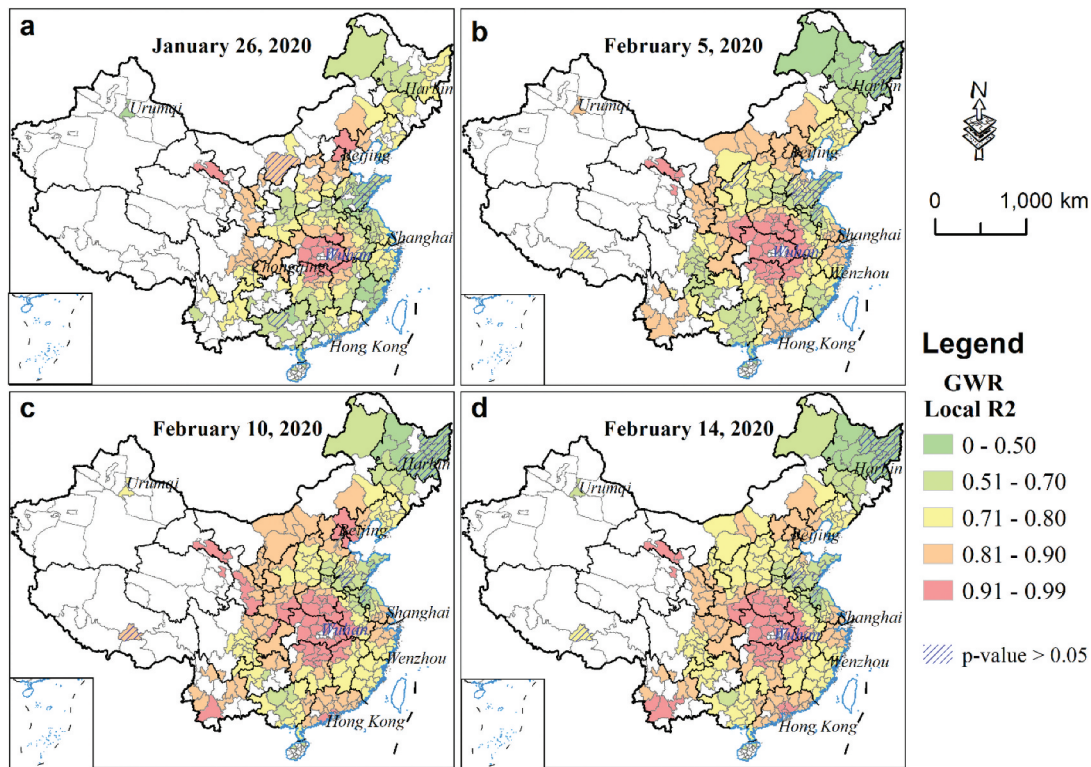 a
January 26, 2020
Harbin
Urumqi
Beijing
Shanghai
Wuhan
Chongqing
Hong Kong
b
February 5, 2020
Harbin
Urumqi
Beijing
Shanghai
Wuhan
Wenzhou
Hong Kong
N
0 1,000 km
c
February 10, 2020
Harbin
Urumqi
Beijing
Shanghai
Wuhan
Wenzhou
Hong Kong
d
February 14, 2020
Harbin
Urumqi
Beijing
Shanghai
Wuhan
Wenzhou
Hong Kong
Legend
GWR
Local R2
0 - 0.50
0.51 - 0.70
0.71 - 0.80
0.81 - 0.90
0.91 - 0.99
p-value > 0.05